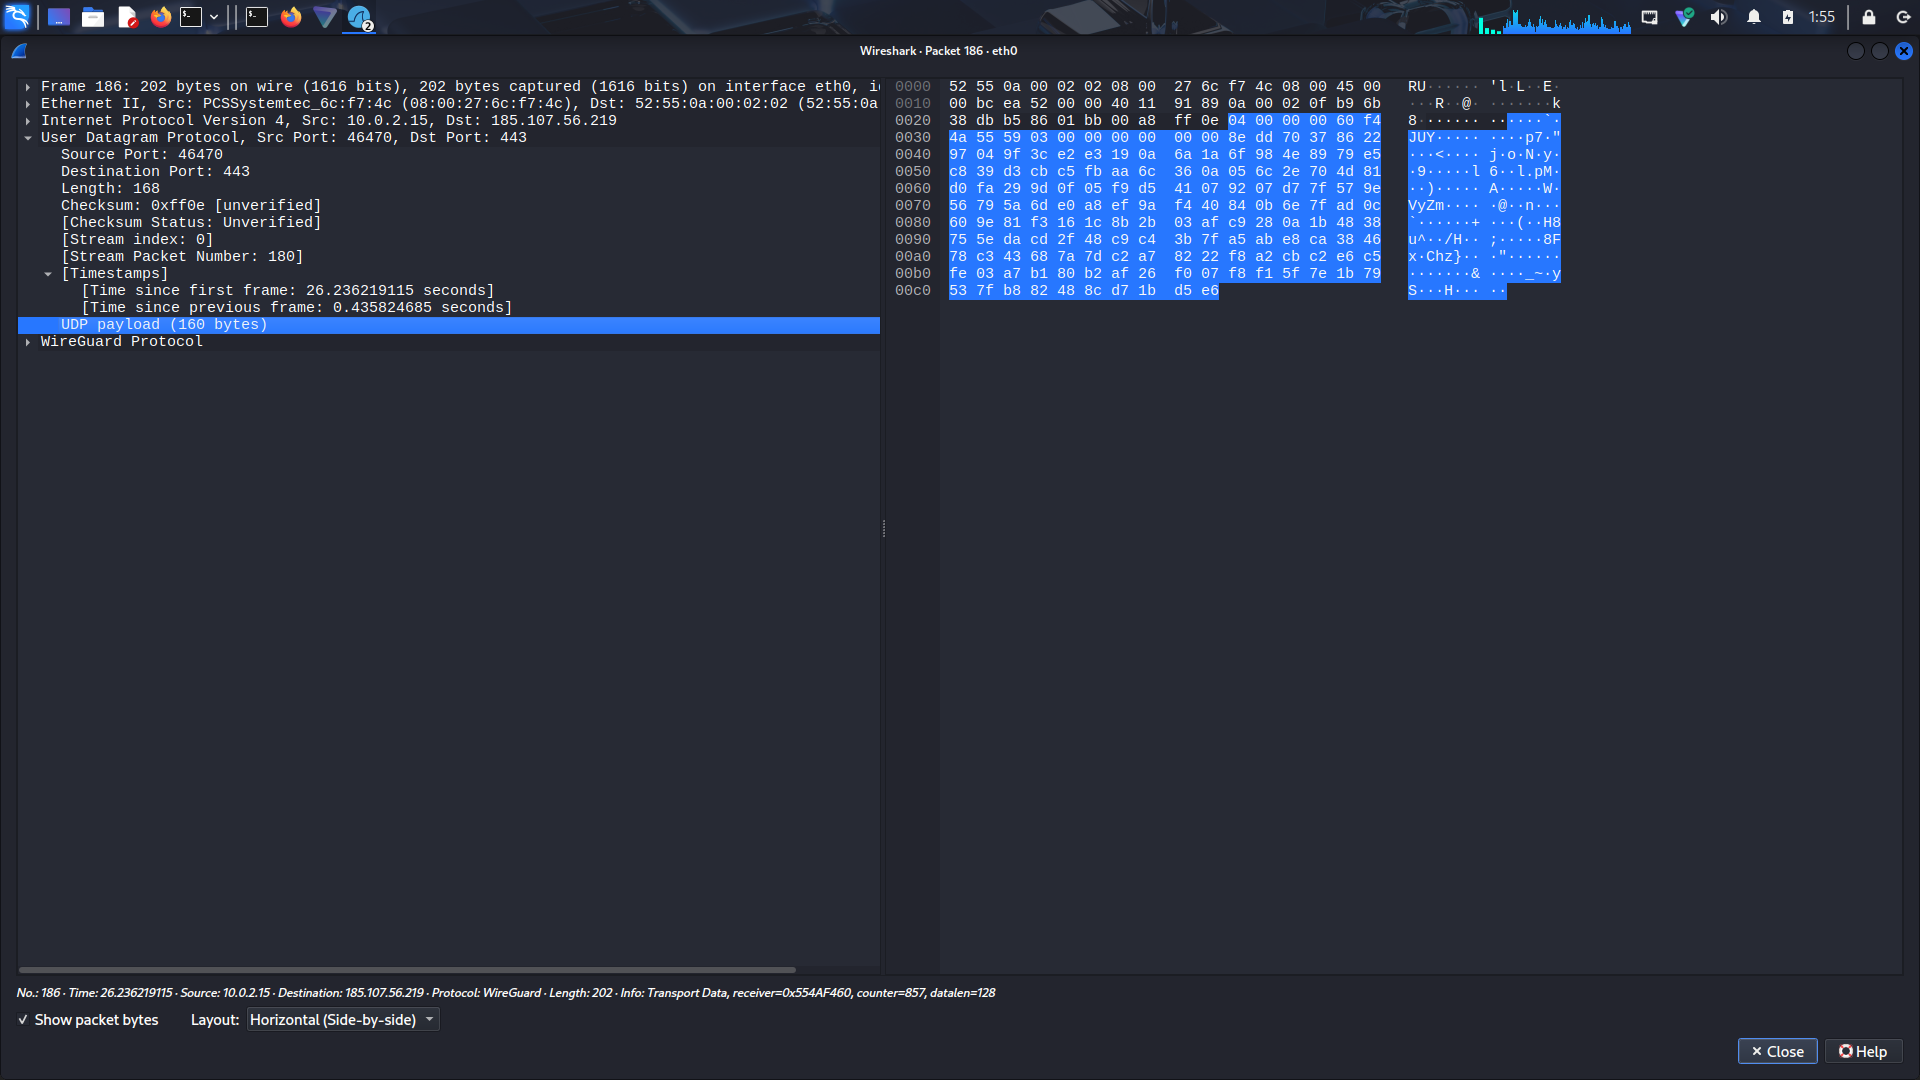 1:55
Wireshark · Packet 186 · eth0
Frame 186: 202 bytes on wire (1616 bits), 202 bytes captured (1616 bits) on interface eth0, i
Ethernet II, Src: PCSSystemtec_6c:f7:4c (08:00:27:6c:f7:4c), Dst: 52:55:0a:00:02:02 (52:55:0a
Internet Protocol Version 4, Src: 10.0.2.15, Dst: 185.107.56.219
User Datagram Protocol, Src Port: 46470, Dst Port: 443
Source Port: 46470
Destination Port: 443
Length: 168
Checksum: 0xff0e [unverified]
[Checksum Status: Unverified]
[Stream index: 0]
[Stream Packet Number: 180]
[Timestamps]
[Time since first frame: 26.236219115 seconds]
[Time since previous frame: 0.435824685 seconds]
UDP payload (160 bytes)
WireGuard Protocol
0000 52 55 0a 00 02 02 08 00 27 6c f7 4c 08 00 45 00 RU······ 'l·L··E·
0010 00 bc ea 52 00 00 40 11 91 89 0a 00 02 0f b9 6b ···R··@· ·······k
0020 38 db b5 86 01 bb 00 a8 ff 0e 04 00 00 00 60 f4 8······· ······`·
0030 4a 55 59 03 00 00 00 00 00 00 8e dd 70 37 86 22 JUY····· ····p7·"
0040 97 04 9f 3c e2 e3 19 0a 6a 1a 6f 98 4e 89 79 e5 ···<···· j·o·N·y·
0050 c8 39 d3 cb c5 fb aa 6c 36 0a 05 6c 2e 70 4d 81 ·9·····l 6··l.pM·
0060 d0 fa 29 9d 0f 05 f9 d5 41 07 92 07 d7 7f 57 9e ··)····· A·····W·
0070 56 79 5a 6d e0 a8 ef 9a f4 40 84 0b 6e 7f ad 0c VyZm···· ·@··n···
0080 60 9e 81 f3 16 1c 8b 2b 03 af c9 28 0a 1b 48 38 `······+ ···(··H8
0090 75 5e da cd 2f 48 c9 c4 3b 7f a5 ab e8 ca 38 46 u^··/H·· ;·····8F
00a0 78 c3 43 68 7a 7d c2 a7 82 22 f8 a2 cb c2 e6 c5 x·Chz}·· ·"······
00b0 fe 03 a7 b1 80 b2 af 26 f0 07 f8 f1 5f 7e 1b 79 ·······& ····_~·y
00c0 53 7f b8 82 48 8c d7 1b d5 e6 S···H··· ··
No.: 186 · Time: 26.236219115 · Source: 10.0.2.15 · Destination: 185.107.56.219 · Protocol: WireGuard · Length: 202 · Info: Transport Data, receiver=0x554AF460, counter=857, datalen=128
Show packet bytes Layout: Horizontal (Side-by-side)
Close Help